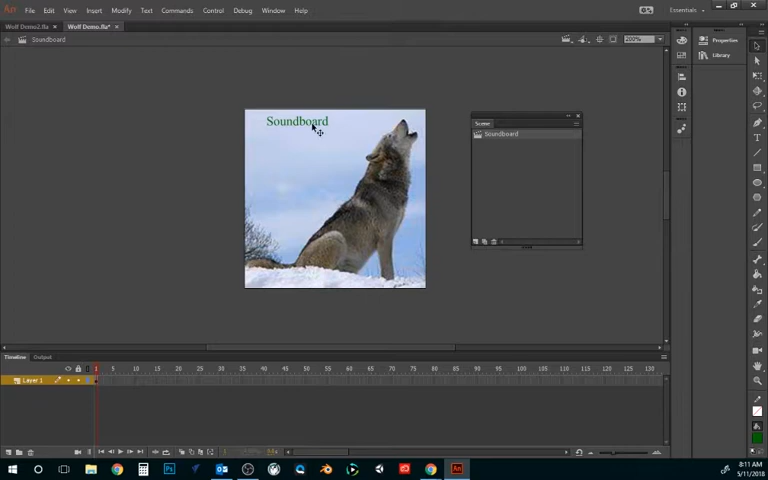 An File Edit View Insert Modify Text Commands Control Debug Window Help Essentials
Wolf Demo2.fla × Wolf Demo.fla* ×
Soundboard 200%
Properties
Library
Soundboard
Scene
Soundboard
Timeline Output
1 5 10 15 20 25 30 35 40 45 50 55 60 65 70 75 80 85 90 95 100 105 110 115 120 125 130
Layer 1
8:11 AM
5/11/2018